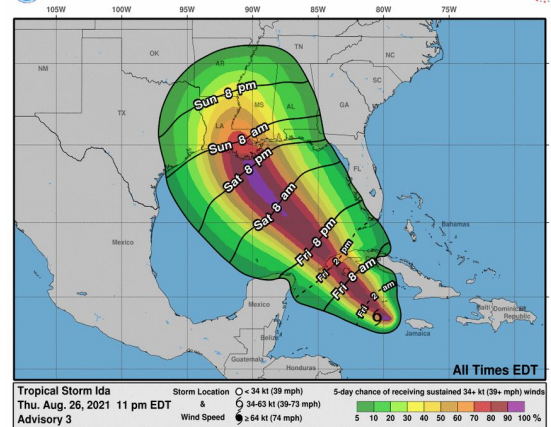 105W 100W 95W 90W 85W 80W 75W
NM
OK
TX
AR
TN
NC
SC
MS
AL
GA
LA
FL
Sun 8 pm
Sun 8 am
Sat 8 pm
Sat 8 am
Fri 8 pm
Fri 2 pm
Fri 8 am
Fri 2 am
Mexico
Bahamas
Mexico
Haiti
Dominican
Republic
Jamaica
Belize
Guatemala
Honduras
All Times EDT
Tropical Storm Ida
Thu. Aug. 26, 2021 11 pm EDT
Advisory 3
Storm Location
&
Wind Speed
< 34 kt (39 mph)
34-63 kt (39-73 mph)
≥ 64 kt (74 mph)
5-day chance of receiving sustained 34+ kt (39+ mph) winds
5 10 20 30 40 50 60 70 80 90 100 %